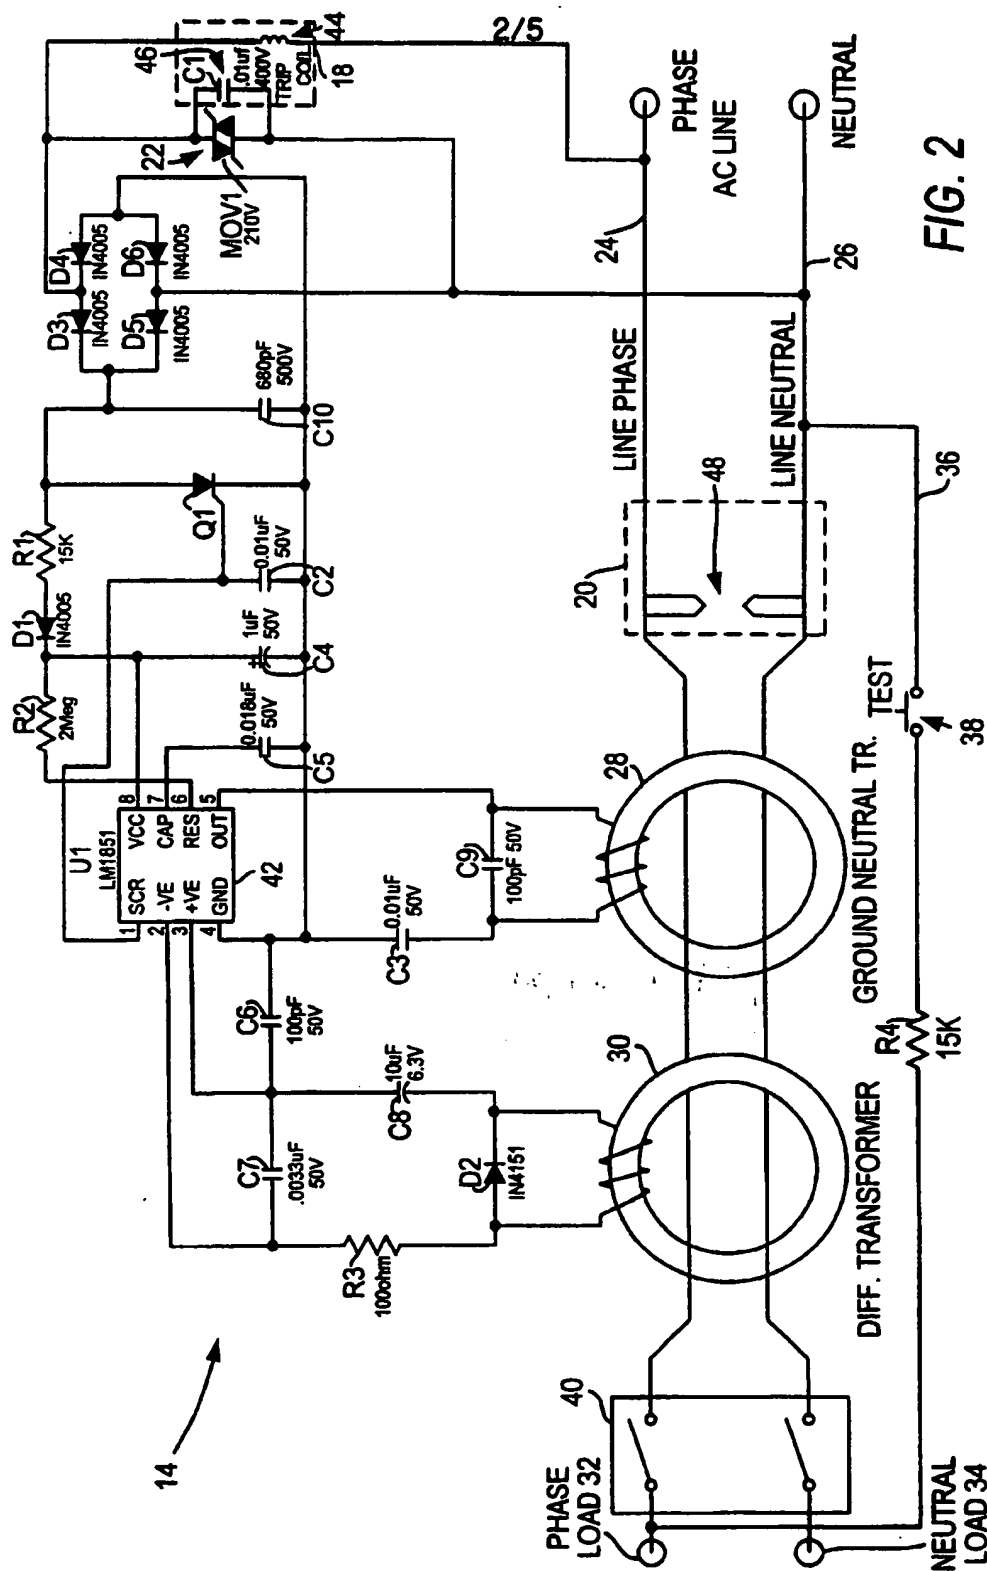 14
2/5
44
46
C1
.01uf
400V
TRIP
COIL
18
22
MOV1
210V
D4
IN4005
D6
IN4005
D3
IN4005
D5
IN4005
680pF
500V
C10
Q1
R1
15K
D1
IN4005
0.01uF
50V
C2
1uF
50V
+
C4
R2
2Meg
0.018uF
50V
C5
U1
LM1851
8
7
6
5
VCC
CAP
RES
OUT
SCR
-VE
+VE
GND
1
2
3
4
42
C3
0.01uF
50V
C9
100pF 50V
C6
100pF
50V
C8
10uF
6.3V
C7
.0033uF
50V
D2
IN4151
R3
100ohm
PHASE
AC LINE
NEUTRAL
24
26
LINE PHASE
LINE NEUTRAL
48
20
36
28
TEST
38
GROUND NEUTRAL TR.
30
R4
15K
DIFF. TRANSFORMER
40
PHASE
LOAD 32
NEUTRAL
LOAD 34
FIG. 2